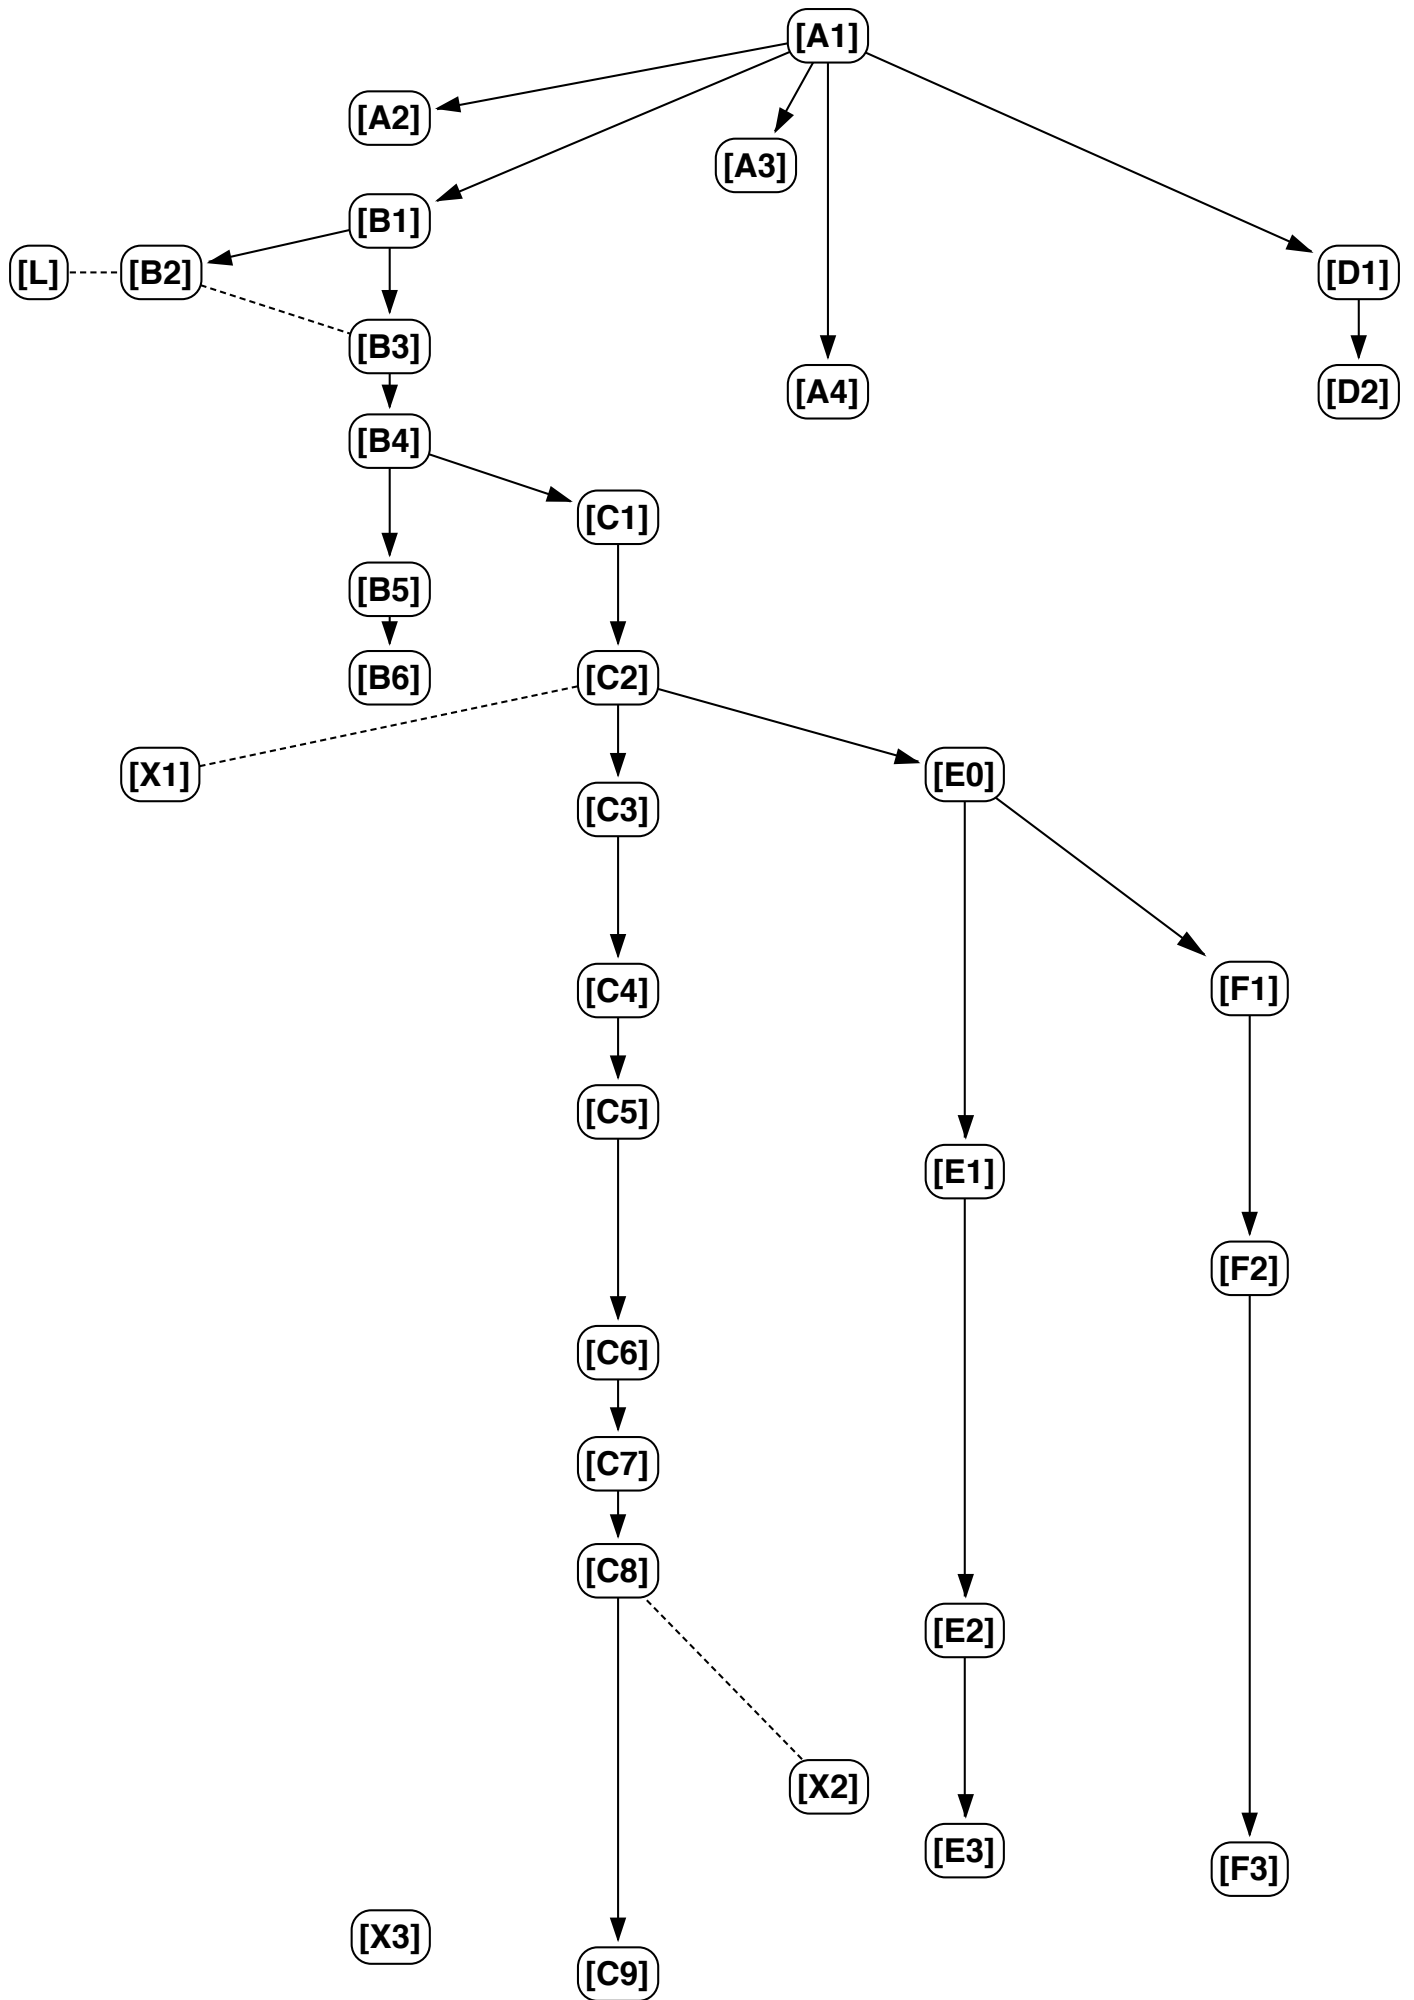 [A1]
[A2]
[A3]
[B1]
[L]
[B2]
[D1]
[B3]
[A4]
[D2]
[B4]
[C1]
[B5]
[B6]
[C2]
[X1]
[E0]
[C3]
[F1]
[C4]
[C5]
[E1]
[F2]
[C6]
[C7]
[C8]
[E2]
[X2]
[E3]
[F3]
[X3]
[C9]